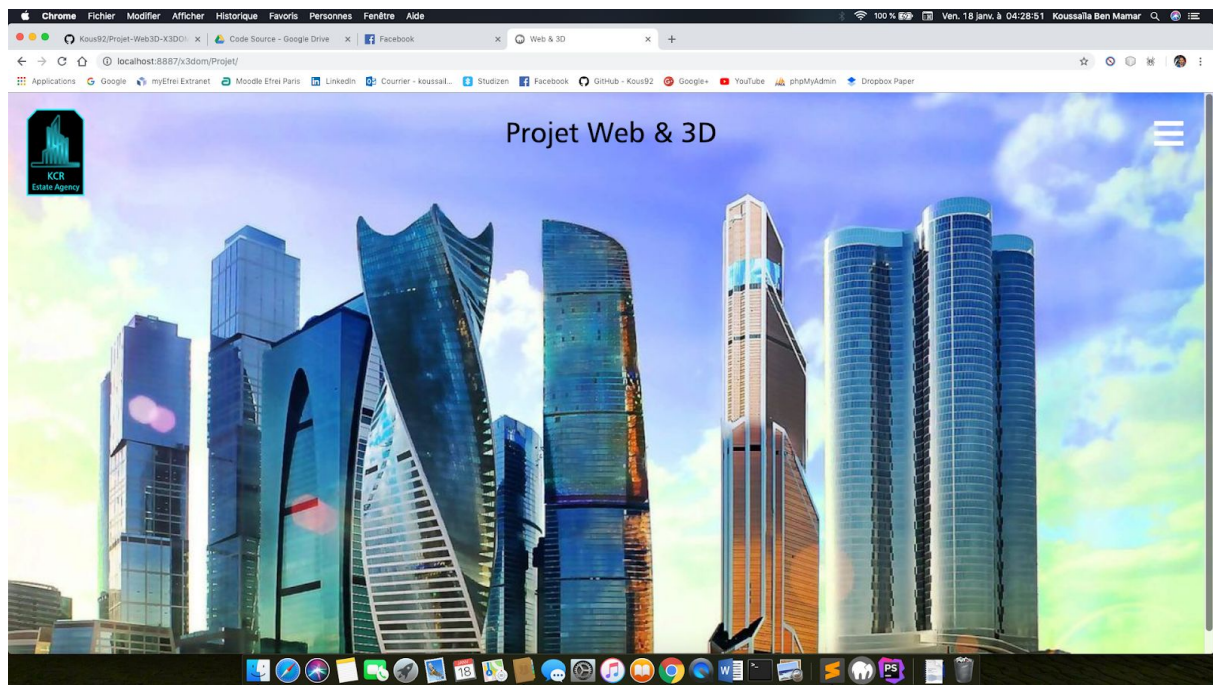 Chrome Fichier Modifier Afficher Historique Favoris Personnes Fenêtre Aide 100 % Ven. 18 janv. à 04:28:51 Koussaïla Ben Mamar
Kous92/Projet-Web3D-X3DOM Code Source - Google Drive Facebook Web & 3D
localhost:8887/x3dom/Projet/
Applications Google myEfrei Extranet Moodle Efrei Paris LinkedIn Courrier - koussail... Studizen Facebook GitHub - Kous92 Google+ YouTube phpMyAdmin Dropbox Paper
Projet Web & 3D
KCR
Estate Agency
18
PS